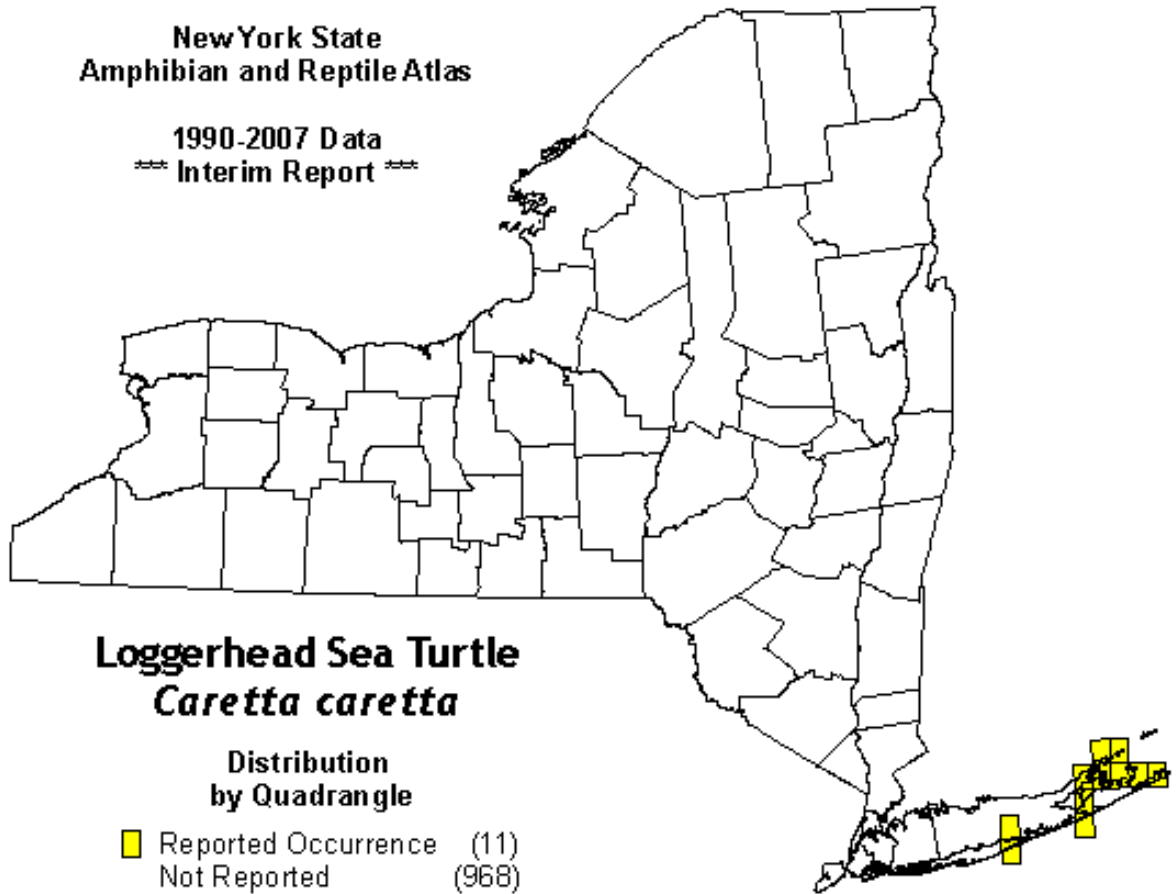 New York State
Amphibian and Reptile Atlas
1990-2007 Data
*** Interim Report ***
Loggerhead Sea Turtle
Caretta caretta
Distribution
by Quadrangle
Reported Occurrence (11)
Not Reported (968)